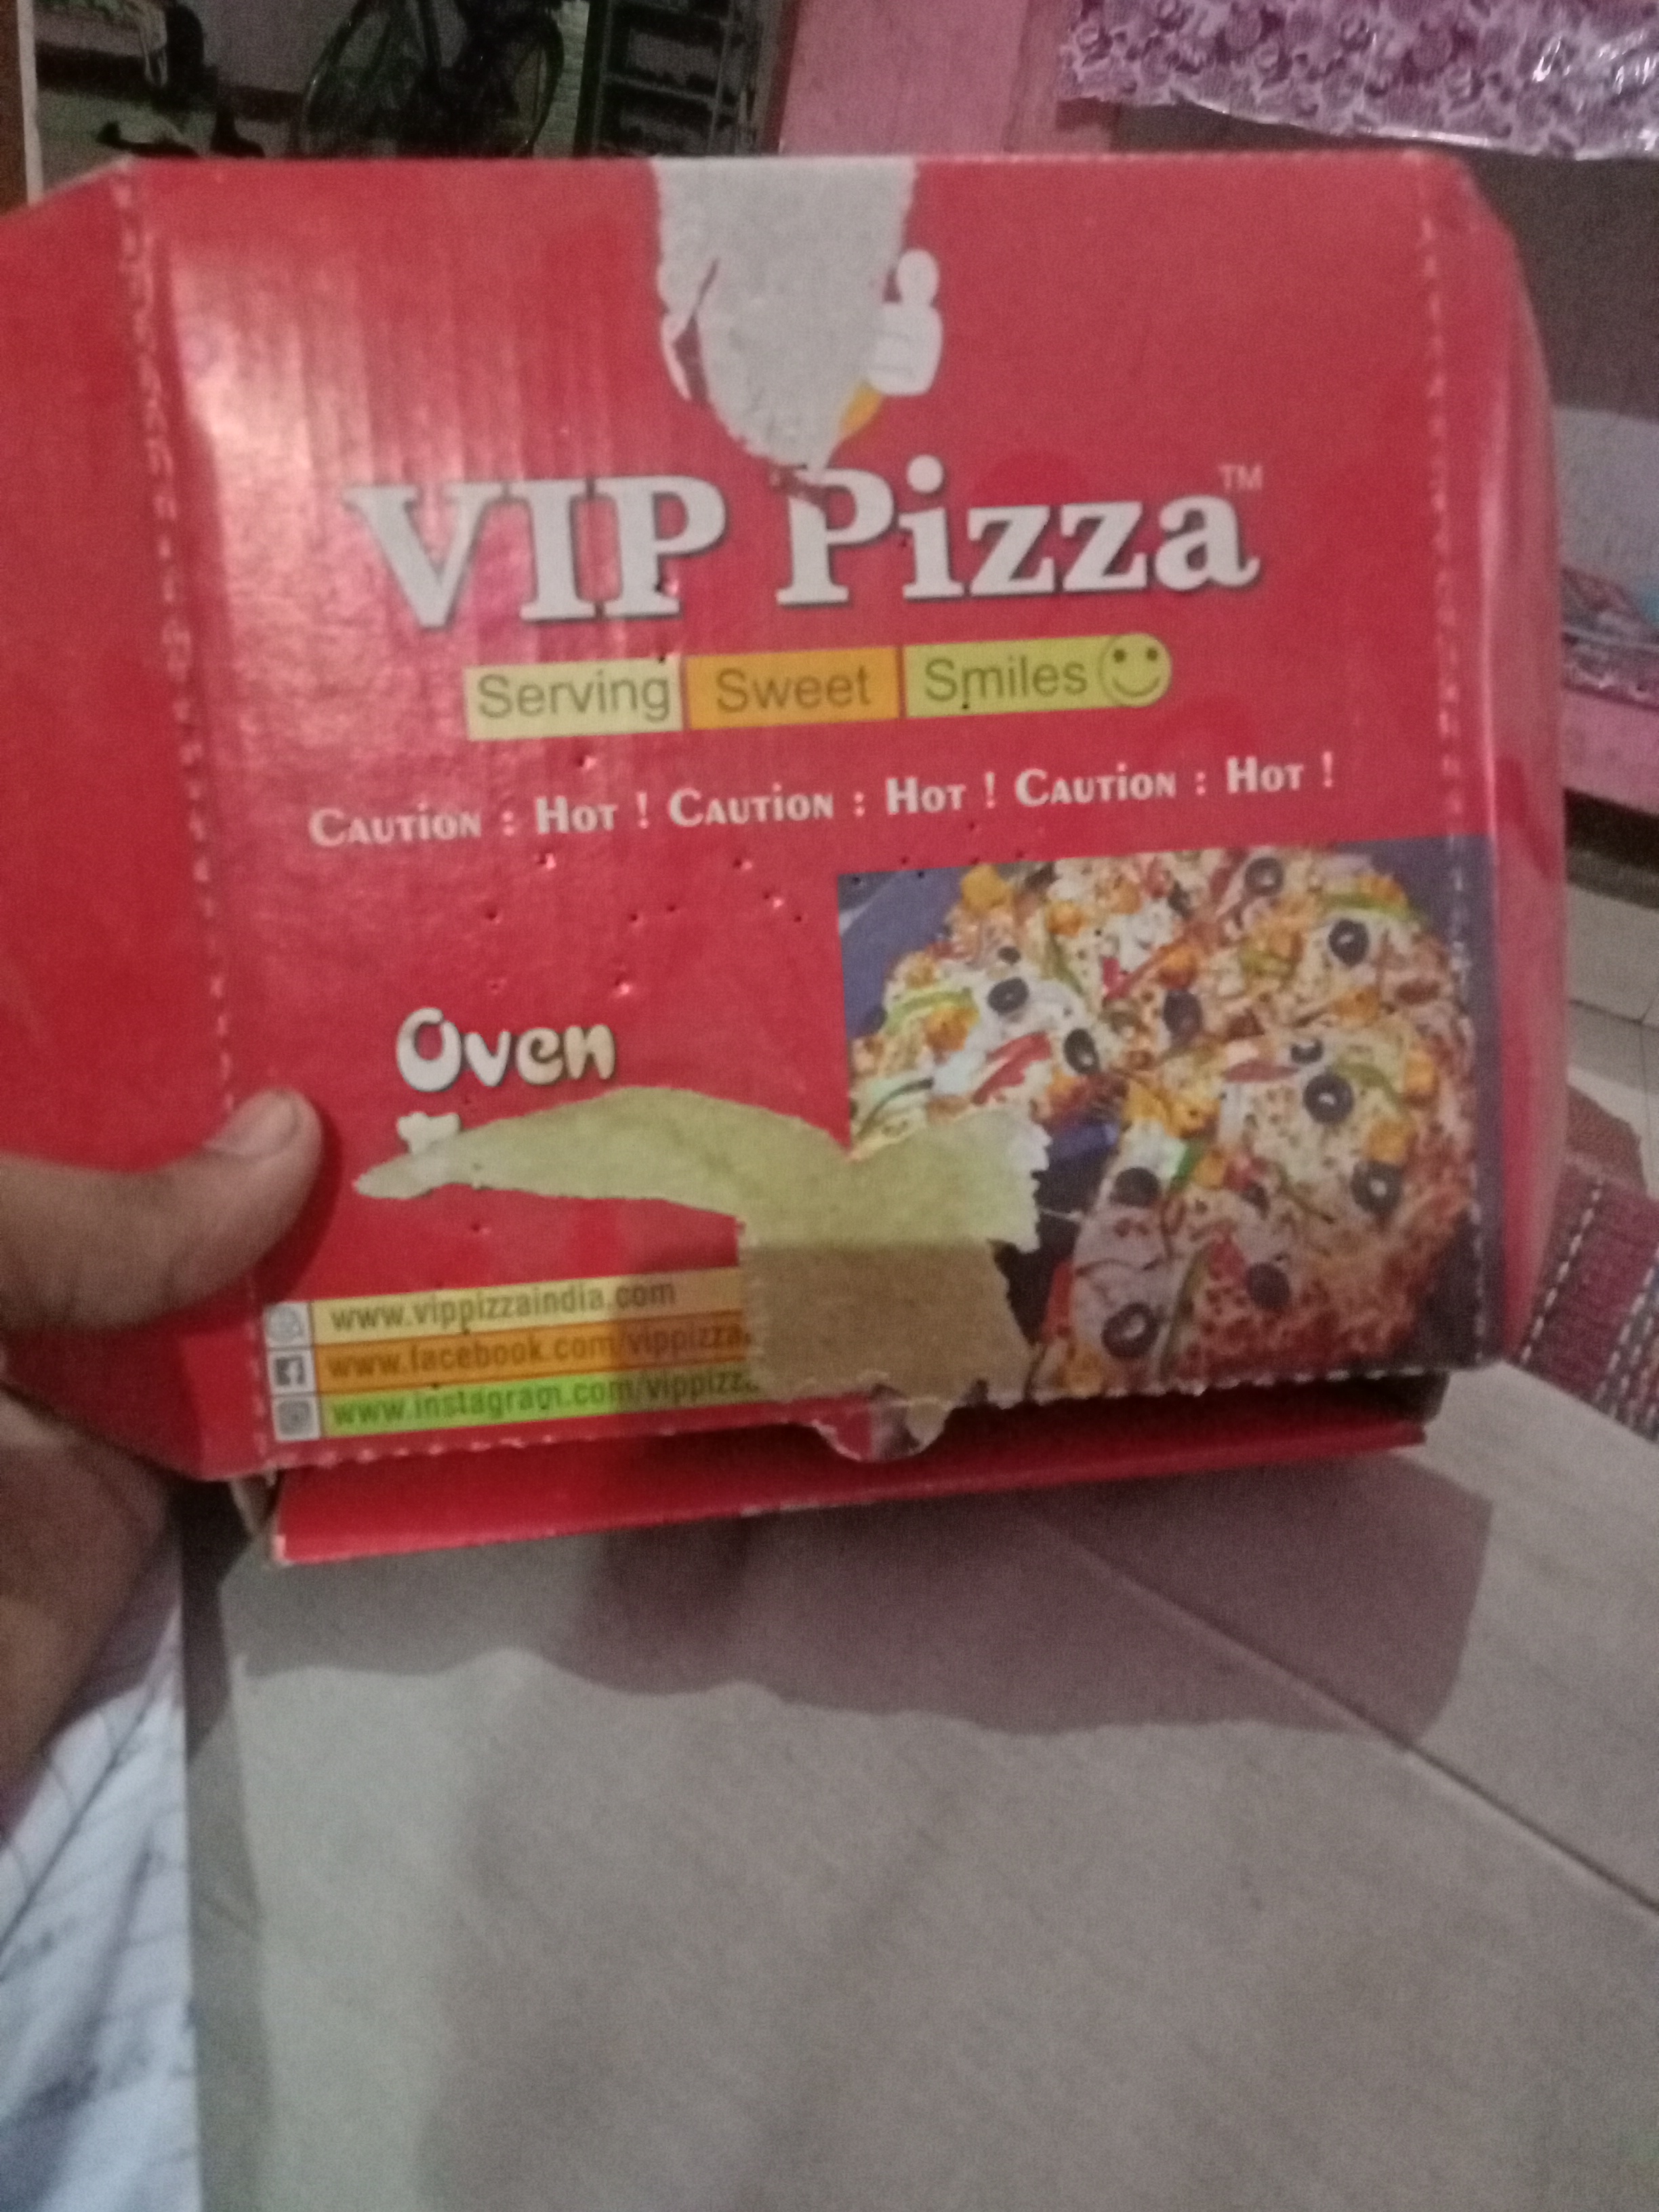 VIP Pizza™
Serving Sweet Smiles
CAUTION : HOT ! CAUTION : HOT ! CAUTION : HOT !
Oven
www.vippizzaindia.com
www.facebook.com/vippizza
www.instagram.com/vippizz